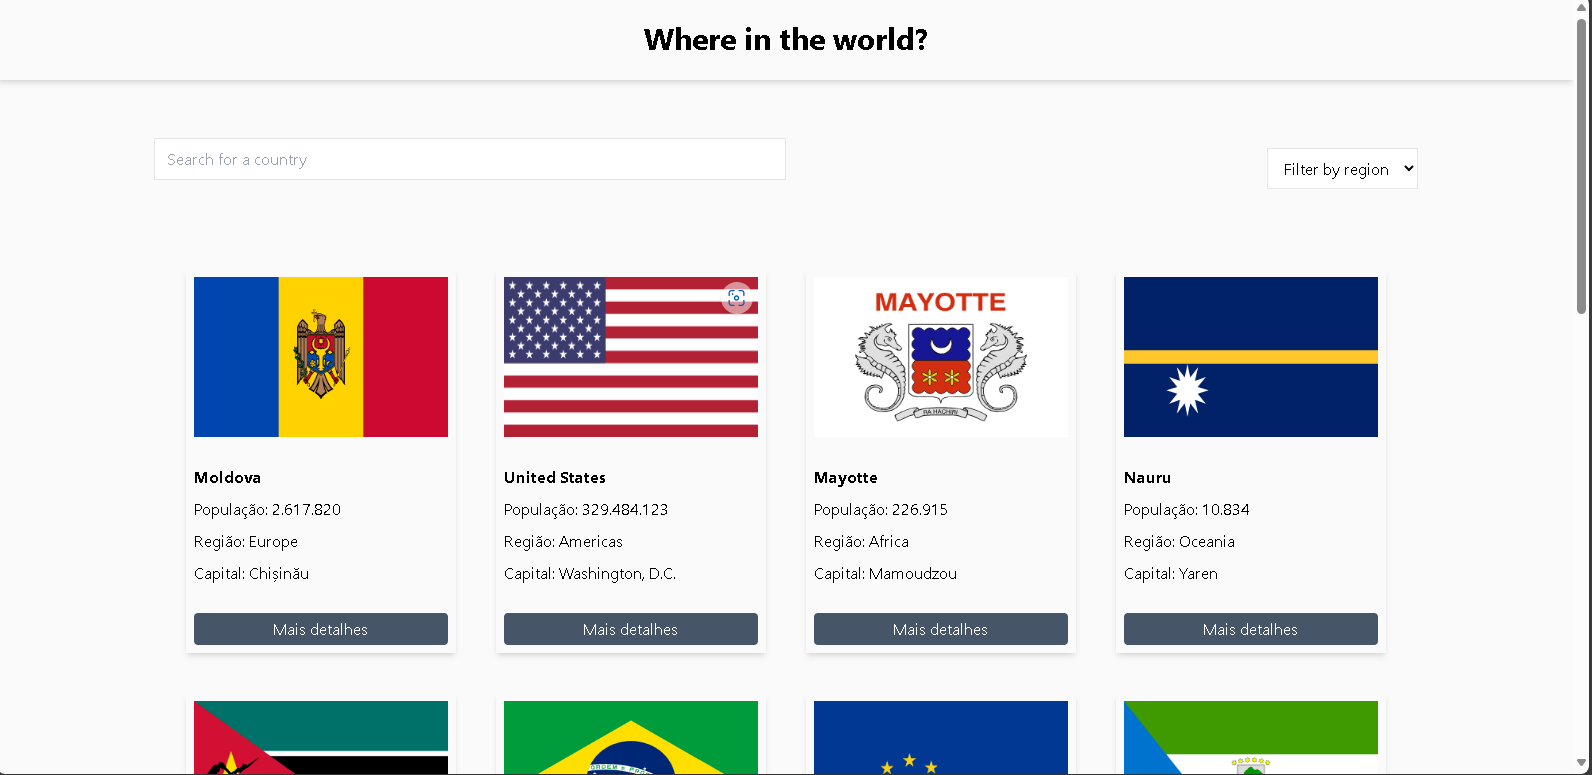 Where in the world?
Search for a country
Filter by region
MAYOTTE
RA HACHIRI
Moldova
População: 2.617.820
Região: Europe
Capital: Chișinău
Mais detalhes
United States
População: 329.484.123
Região: Americas
Capital: Washington, D.C.
Mais detalhes
Mayotte
População: 226.915
Região: Africa
Capital: Mamoudzou
Mais detalhes
Nauru
População: 10.834
Região: Oceania
Capital: Yaren
Mais detalhes